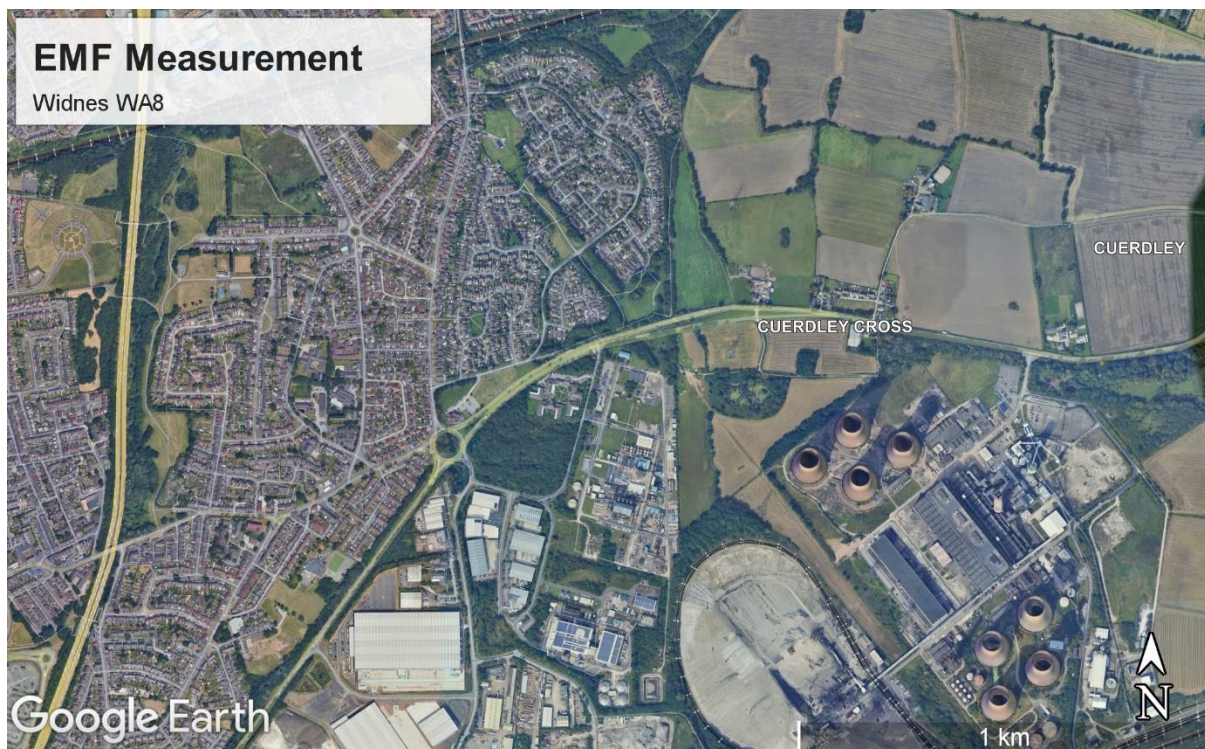 EMF Measurement
Widnes WA8
CUERDLEY
CUERDLEY CROSS
N
Google Earth
1 km